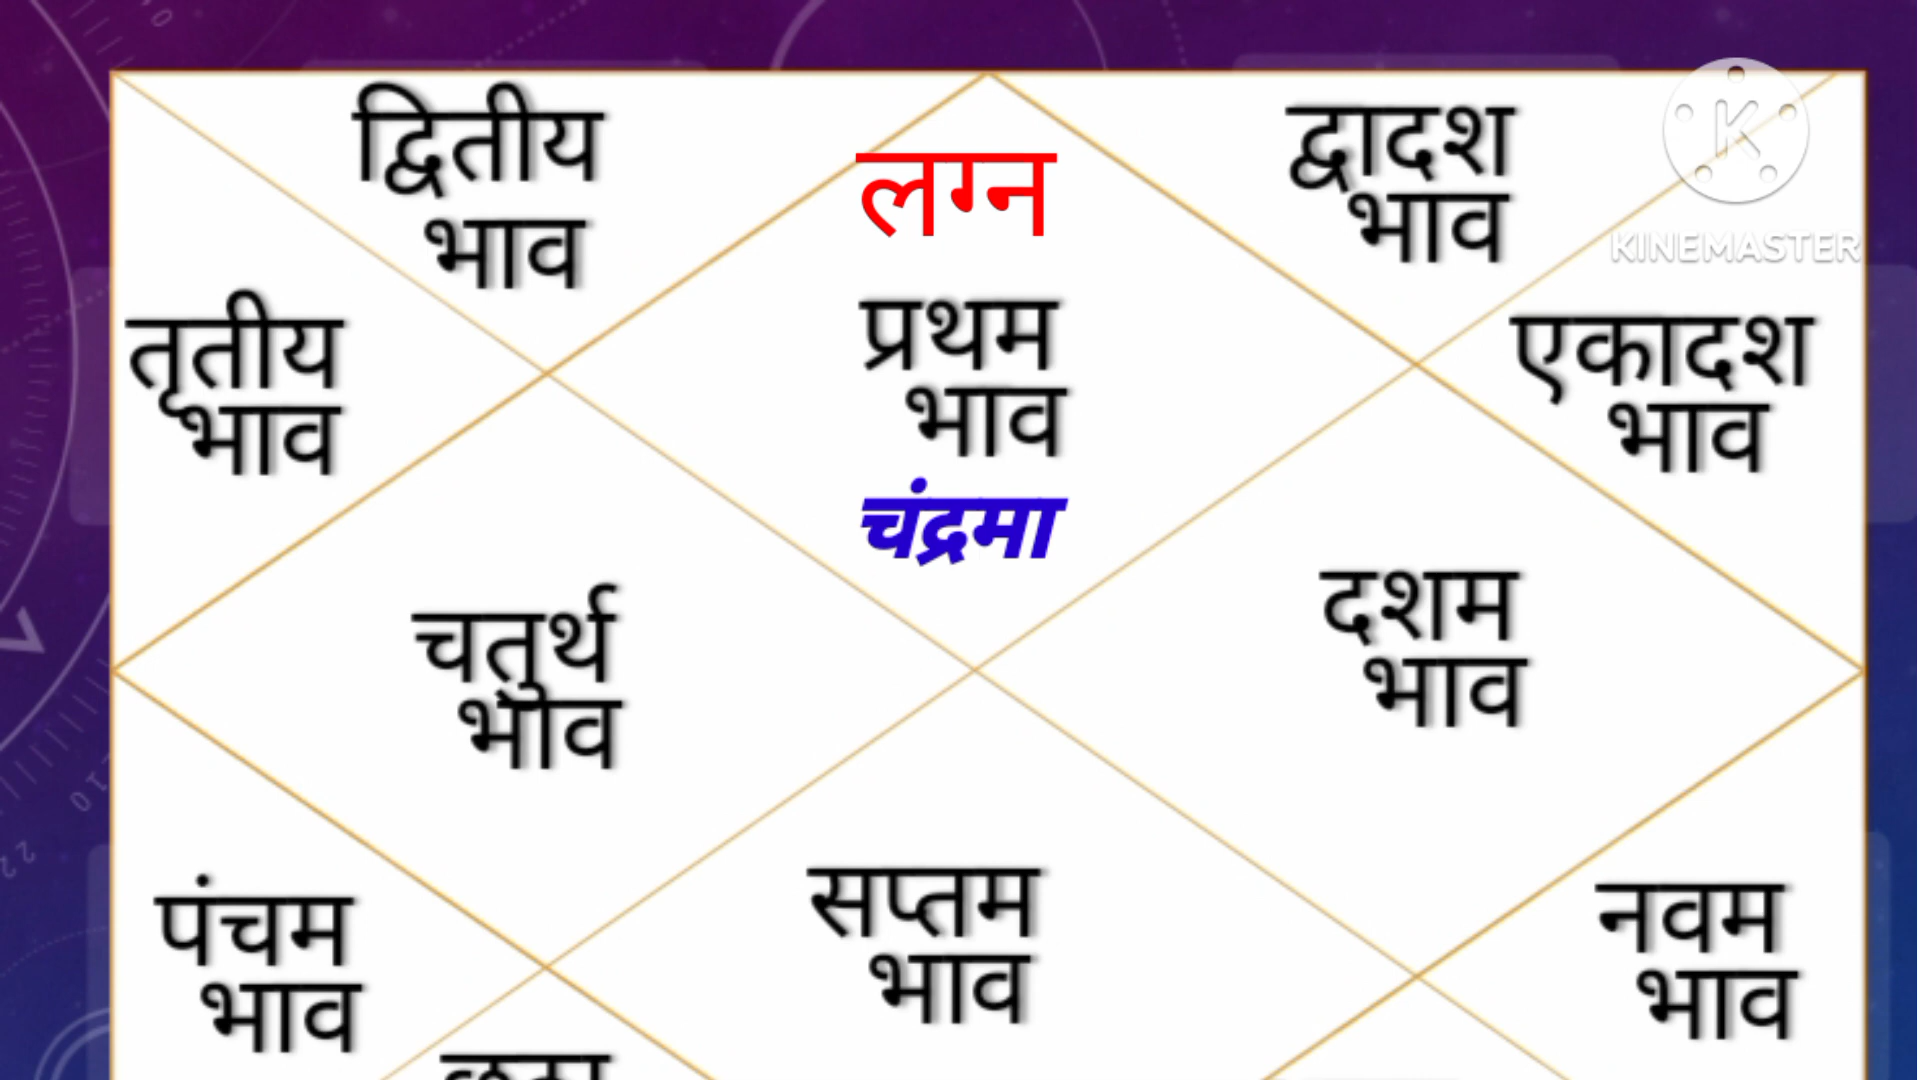 द्वितीय
भाव
लग्न
द्वादश
भाव
KINEMASTER
तृतीय
भाव
प्रथम
भाव
चंद्रमा
एकादश
भाव
चतुर्थ
भाव
दशम
भाव
पंचम
भाव
सप्तम
भाव
नवम
भाव